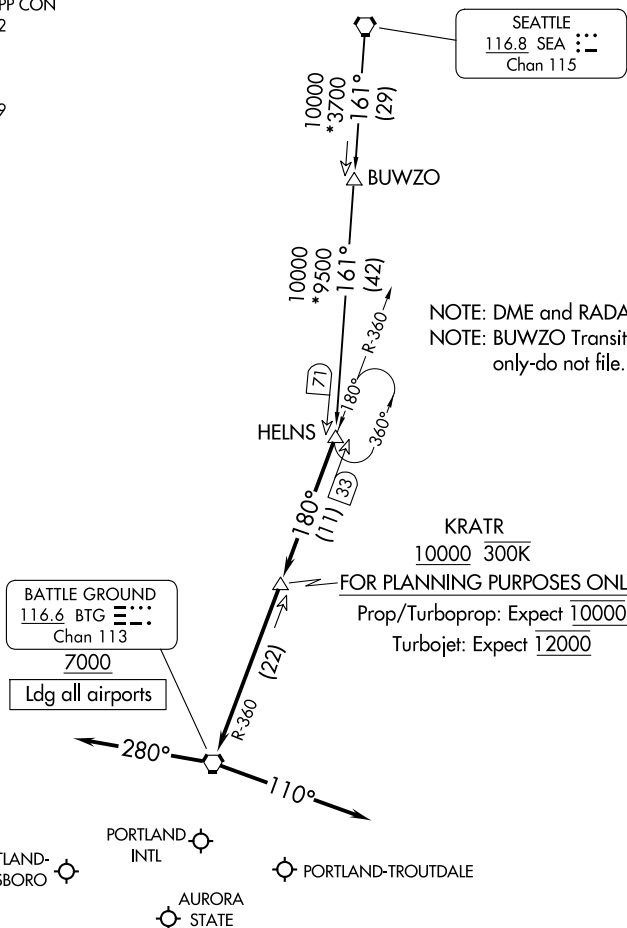 PP CON
2
9
SEATTLE
116.8 SEA
Chan 115
10000
*3700
161°
(29)
BUWZO
10000
*9500
161°
(42)
NOTE: DME and RADA
NOTE: BUWZO Transit
only-do not file.
R-360
71
180°
360°
HELNS
33
180°
(11)
KRATR
10000 300K
FOR PLANNING PURPOSES ONL
Prop/Turboprop: Expect 10000
Turbojet: Expect 12000
BATTLE GROUND
116.6 BTG
Chan 113
7000
Ldg all airports
(22)
R-360
280°
110°
PORTLAND
INTL
TLAND-
SBORO
PORTLAND-TROUTDALE
AURORA
STATE